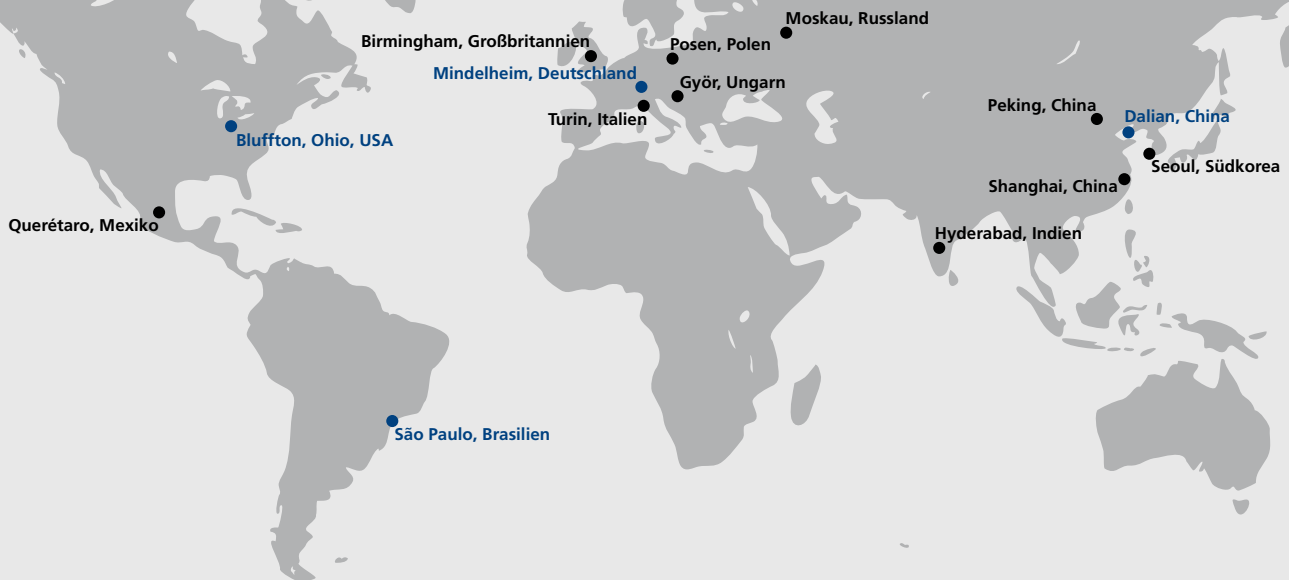 Moskau, Russland
Birmingham, Großbritannien
Posen, Polen
Mindelheim, Deutschland
Györ, Ungarn
Peking, China
Turin, Italien
Dalian, China
Bluffton, Ohio, USA
Seoul, Südkorea
Shanghai, China
Querétaro, Mexiko
Hyderabad, Indien
São Paulo, Brasilien